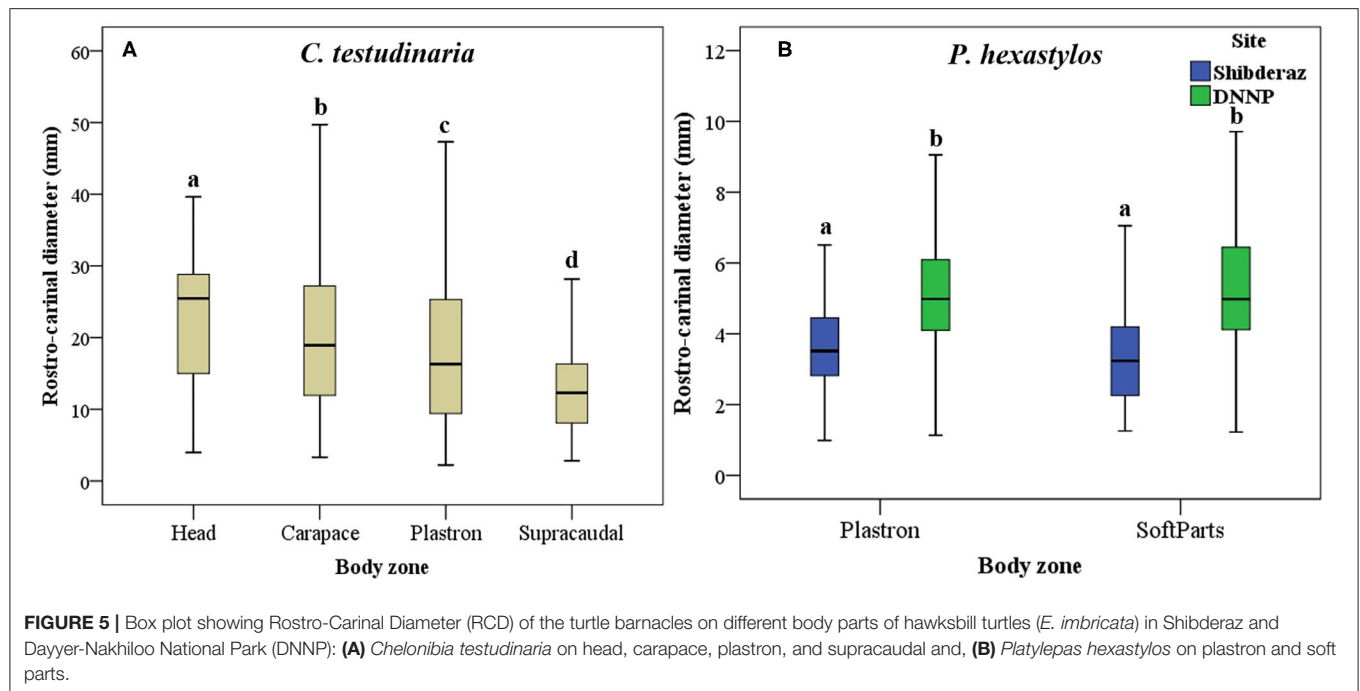 A
C. testudinaria
60
50
40
30
20
10
0
Rostro-carinal diameter (mm)
a
b
c
d
Head Carapace Plastron Supracaudal
Body zone
B
P. hexastylos
Site
Shibderaz
DNNP
12
10
8
6
4
2
0
Rostro-carinal diameter (mm)
a
b
a
b
Plastron SoftParts
Body zone
FIGURE 5 | Box plot showing Rostro-Carinal Diameter (RCD) of the turtle barnacles on different body parts of hawksbill turtles (E. imbricata) in Shibderaz and
Dayyer-Nakhiloo National Park (DNNP): (A) Chelonibia testudinaria on head, carapace, plastron, and supracaudal and, (B) Platylepas hexastylos on plastron and soft
parts.